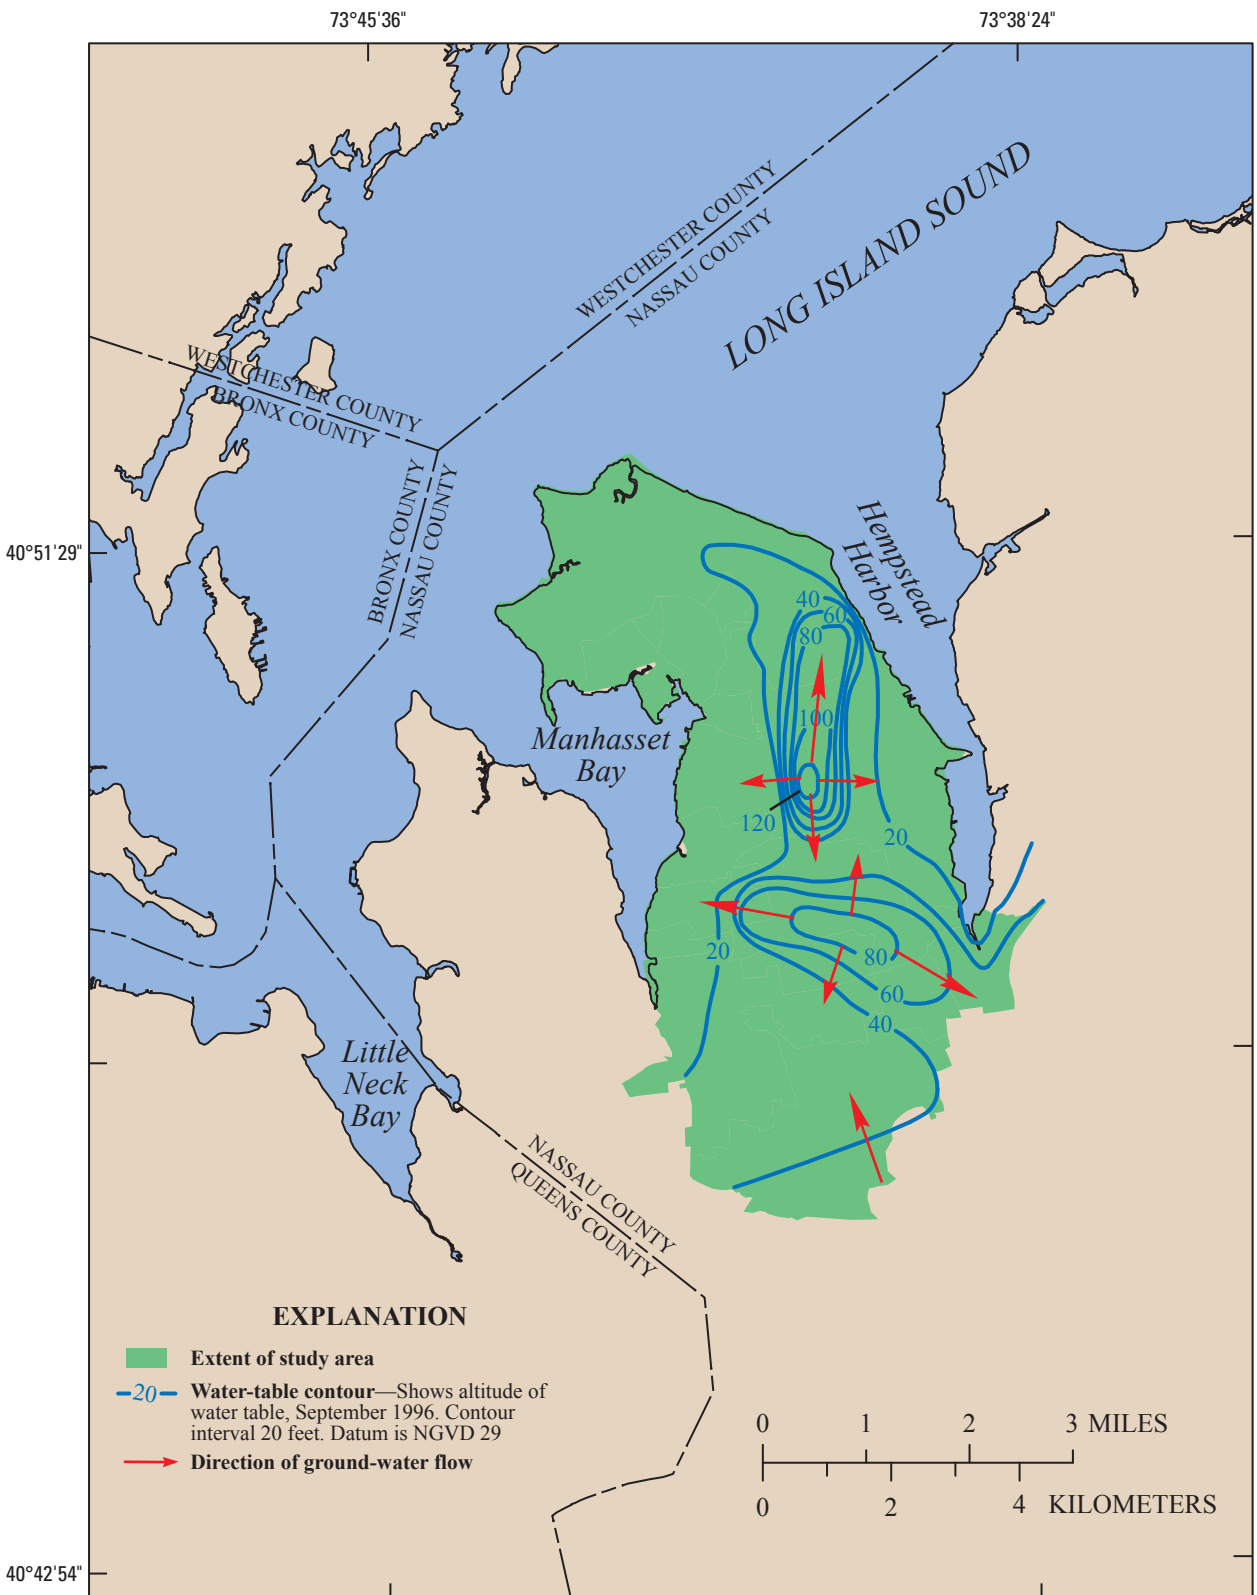 73°45'36"
73°38'24"
WESTCHESTER COUNTY
NASSAU COUNTY
LONG ISLAND SOUND
WESTCHESTER COUNTY
BRONX COUNTY
BRONX COUNTY
NASSAU COUNTY
Hempstead
Harbor
40°51'29"
40
60
80
100
Manhasset
Bay
120
20
20
80
60
40
Little
Neck
Bay
NASSAU COUNTY
QUEENS COUNTY
EXPLANATION
Extent of study area
20 Water-table contour—Shows altitude of
water table, September 1996. Contour
interval 20 feet. Datum is NGVD 29
Direction of ground-water flow
0 1 2 3 MILES
0 2 4 KILOMETERS
40°42'54"